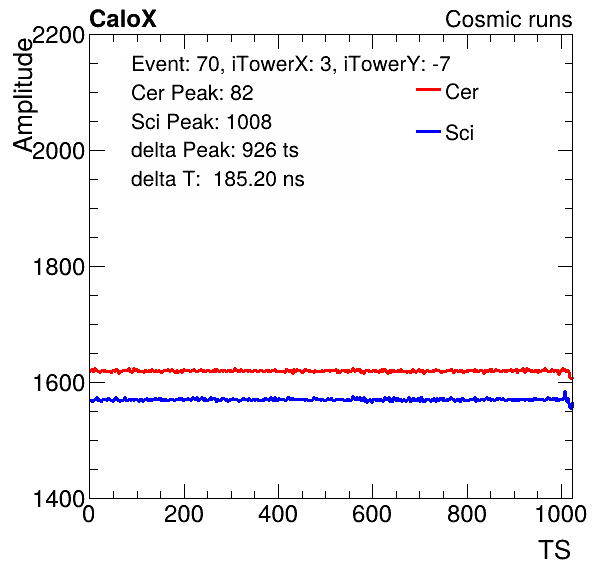 CaloX Cosmic runs
Amplitude
2200
2000
1800
1600
1400
Event: 70, iTowerX: 3, iTowerY: -7
Cer Peak: 82
Sci Peak: 1008
delta Peak: 926 ts
delta T: 185.20 ns
Cer
Sci
0 200 400 600 800 1000
TS